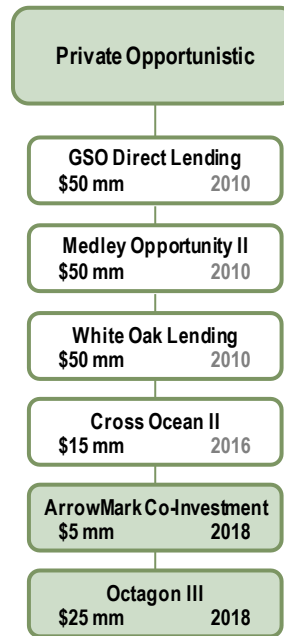 Private Opportunistic
GSO Direct Lending
$50 mm 2010
Medley Opportunity II
$50 mm 2010
White Oak Lending
$50 mm 2010
Cross Ocean II
$15 mm 2016
ArrowMark Co-Investment
$5 mm 2018
Octagon III
$25 mm 2018